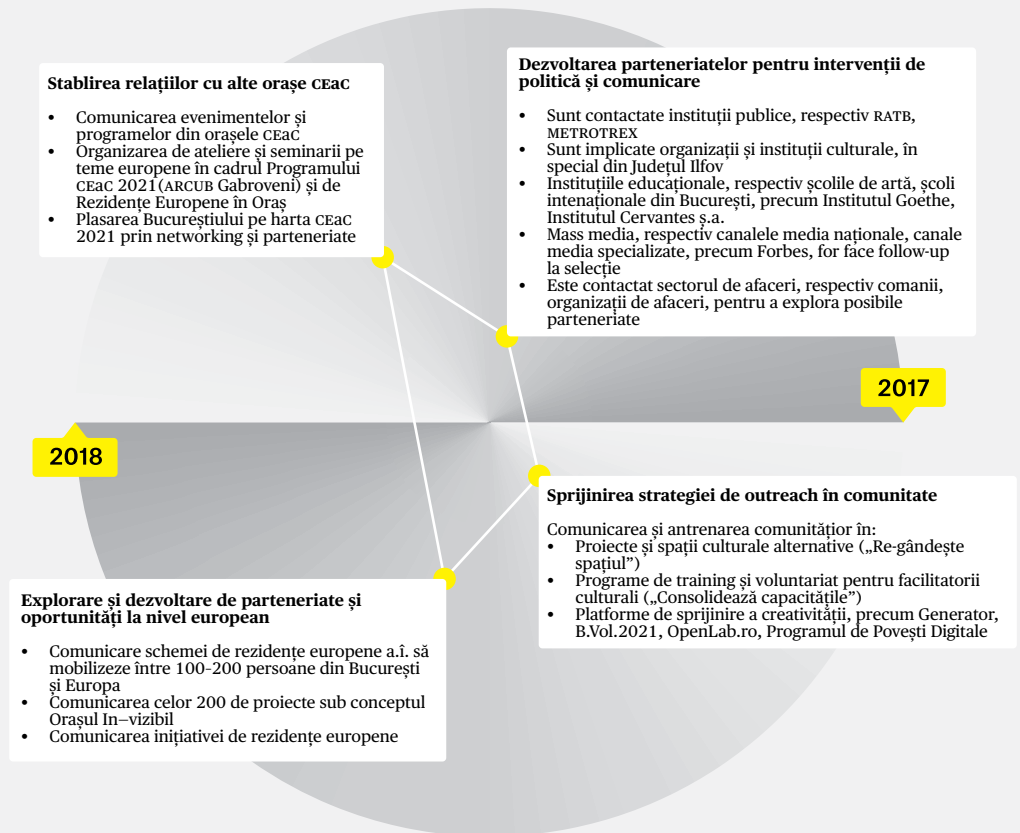 Stablirea relațiilor cu alte orașe CEaC
• Comunicarea evenimentelor și
programelor din orașele CEaC
• Organizarea de ateliere și seminarii pe
teme europene în cadrul Programului
CEaC 2021(ARCUB Gabroveni) și de
Rezidențe Europene în Oraș
• Plasarea Bucureștiului pe harta CEaC
2021 prin networking și parteneriate
Dezvoltarea parteneriatelor pentru intervenții de
politică și comunicare
• Sunt contactate instituții publice, respectiv RATB,
METROTREX
• Sunt implicate organizații și instituții culturale, în
special din Județul Ilfov
• Instituțiile educaționale, respectiv școlile de artă, școli
intenaționale din București, precum Institutul Goethe,
Institutul Cervantes ș.a.
• Mass media, respectiv canalele media naționale, canale
media specializate, precum Forbes, for face follow-up
la selecție
• Este contactat sectorul de afaceri, respectiv comanii,
organizații de afaceri, pentru a explora posibile
parteneriate
2017
2018
Sprijinirea strategiei de outreach în comunitate
Comunicarea și antrenarea comunităților în:
• Proiecte și spații culturale alternative („Re-gândește
spațiul”)
• Programe de training și voluntariat pentru facilitatorii
culturali („Consolidează capacitățile”)
• Platforme de sprijinire a creativității, precum Generator,
B.Vol.2021, OpenLab.ro, Programul de Povești Digitale
Explorare și dezvoltare de parteneriate și
oportunități la nivel european
• Comunicare schemei de rezidențe europene a.î. să
mobilizeze între 100-200 persoane din București
și Europa
• Comunicarea celor 200 de proiecte sub conceptul
Orașul In–vizibil
• Comunicarea inițiativei de rezidențe europene